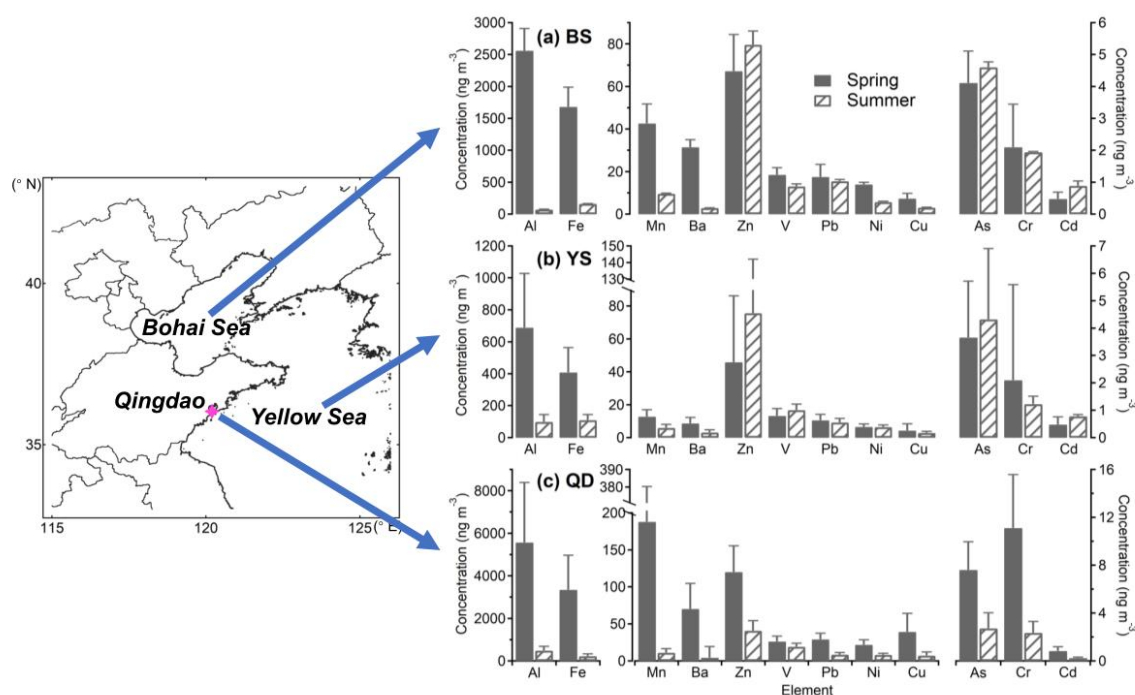 (° N)
40
35
115
120
125(° E)
Bohai Sea
Qingdao
Yellow Sea
(a) BS
Concentration (ng m⁻³)
3000
2500
2000
1500
1000
500
0
Al Fe
80
60
40
20
0
Mn Ba Zn V Pb Ni Cu
Spring
Summer
6
5
4
3
2
1
0
As Cr Cd
Concentration (ng m⁻³)
(b) YS
Concentration (ng m⁻³)
1200
1000
800
600
400
200
0
Al Fe
150
140
130
80
60
40
20
0
Mn Ba Zn V Pb Ni Cu
7
6
5
4
3
2
1
0
As Cr Cd
Concentration (ng m⁻³)
(c) QD
Concentration (ng m⁻³)
8000
6000
4000
2000
0
Al Fe
390
380
200
150
100
50
0
Mn Ba Zn V Pb Ni Cu
Element
16
12
8
4
0
As Cr Cd
Concentration (ng m⁻³)